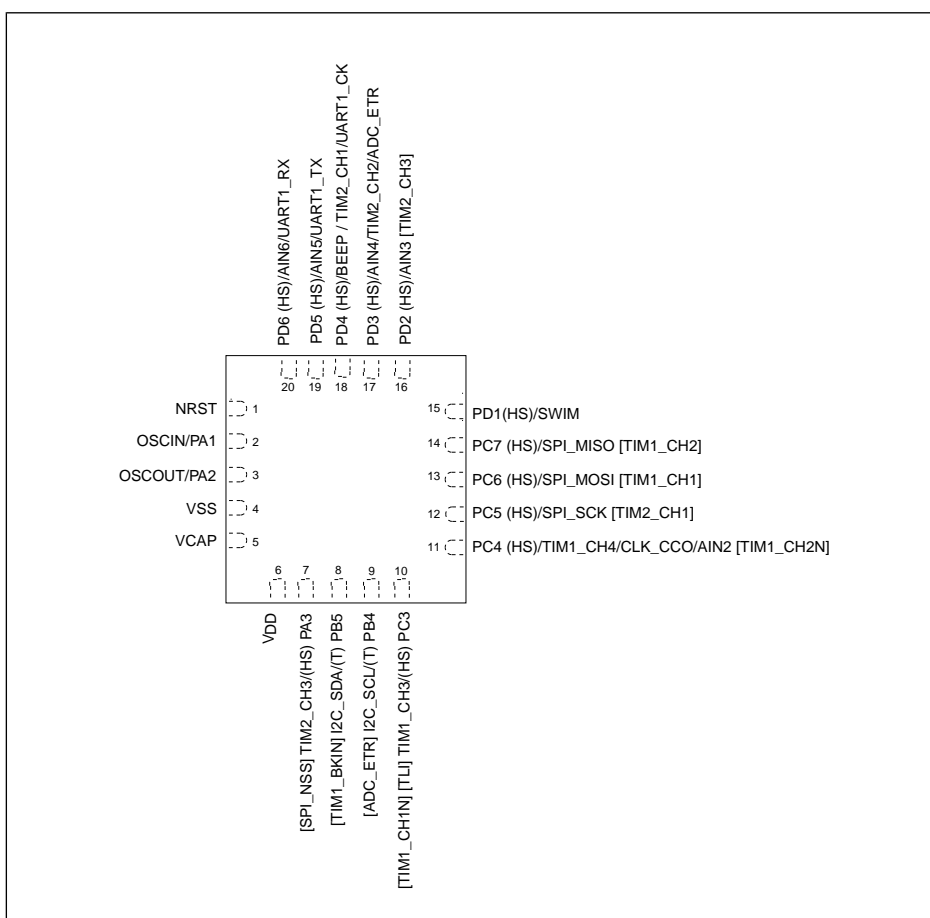 PD6 (HS)/AIN6/UART1_RX
PD5 (HS)/AIN5/UART1_TX
PD4 (HS)/BEEP / TIM2_CH1/UART1_CK
PD3 (HS)/AIN4/TIM2_CH2/ADC_ETR
PD2 (HS)/AIN3 [TIM2_CH3]
20 19 18 17 16
NRST 1
OSCIN/PA1 2
OSCOUT/PA2 3
VSS 4
VCAP 5
15 PD1(HS)/SWIM
14 PC7 (HS)/SPI_MISO [TIM1_CH2]
13 PC6 (HS)/SPI_MOSI [TIM1_CH1]
12 PC5 (HS)/SPI_SCK [TIM2_CH1]
11 PC4 (HS)/TIM1_CH4/CLK_CCO/AIN2 [TIM1_CH2N]
6 7 8 9 10
VDD
[SPI_NSS] TIM2_CH3/(HS) PA3
[TIM1_BKIN] I2C_SDA/(T) PB5
[ADC_ETR] I2C_SCL/(T) PB4
[TIM1_CH1N] [TLI] TIM1_CH3/(HS) PC3